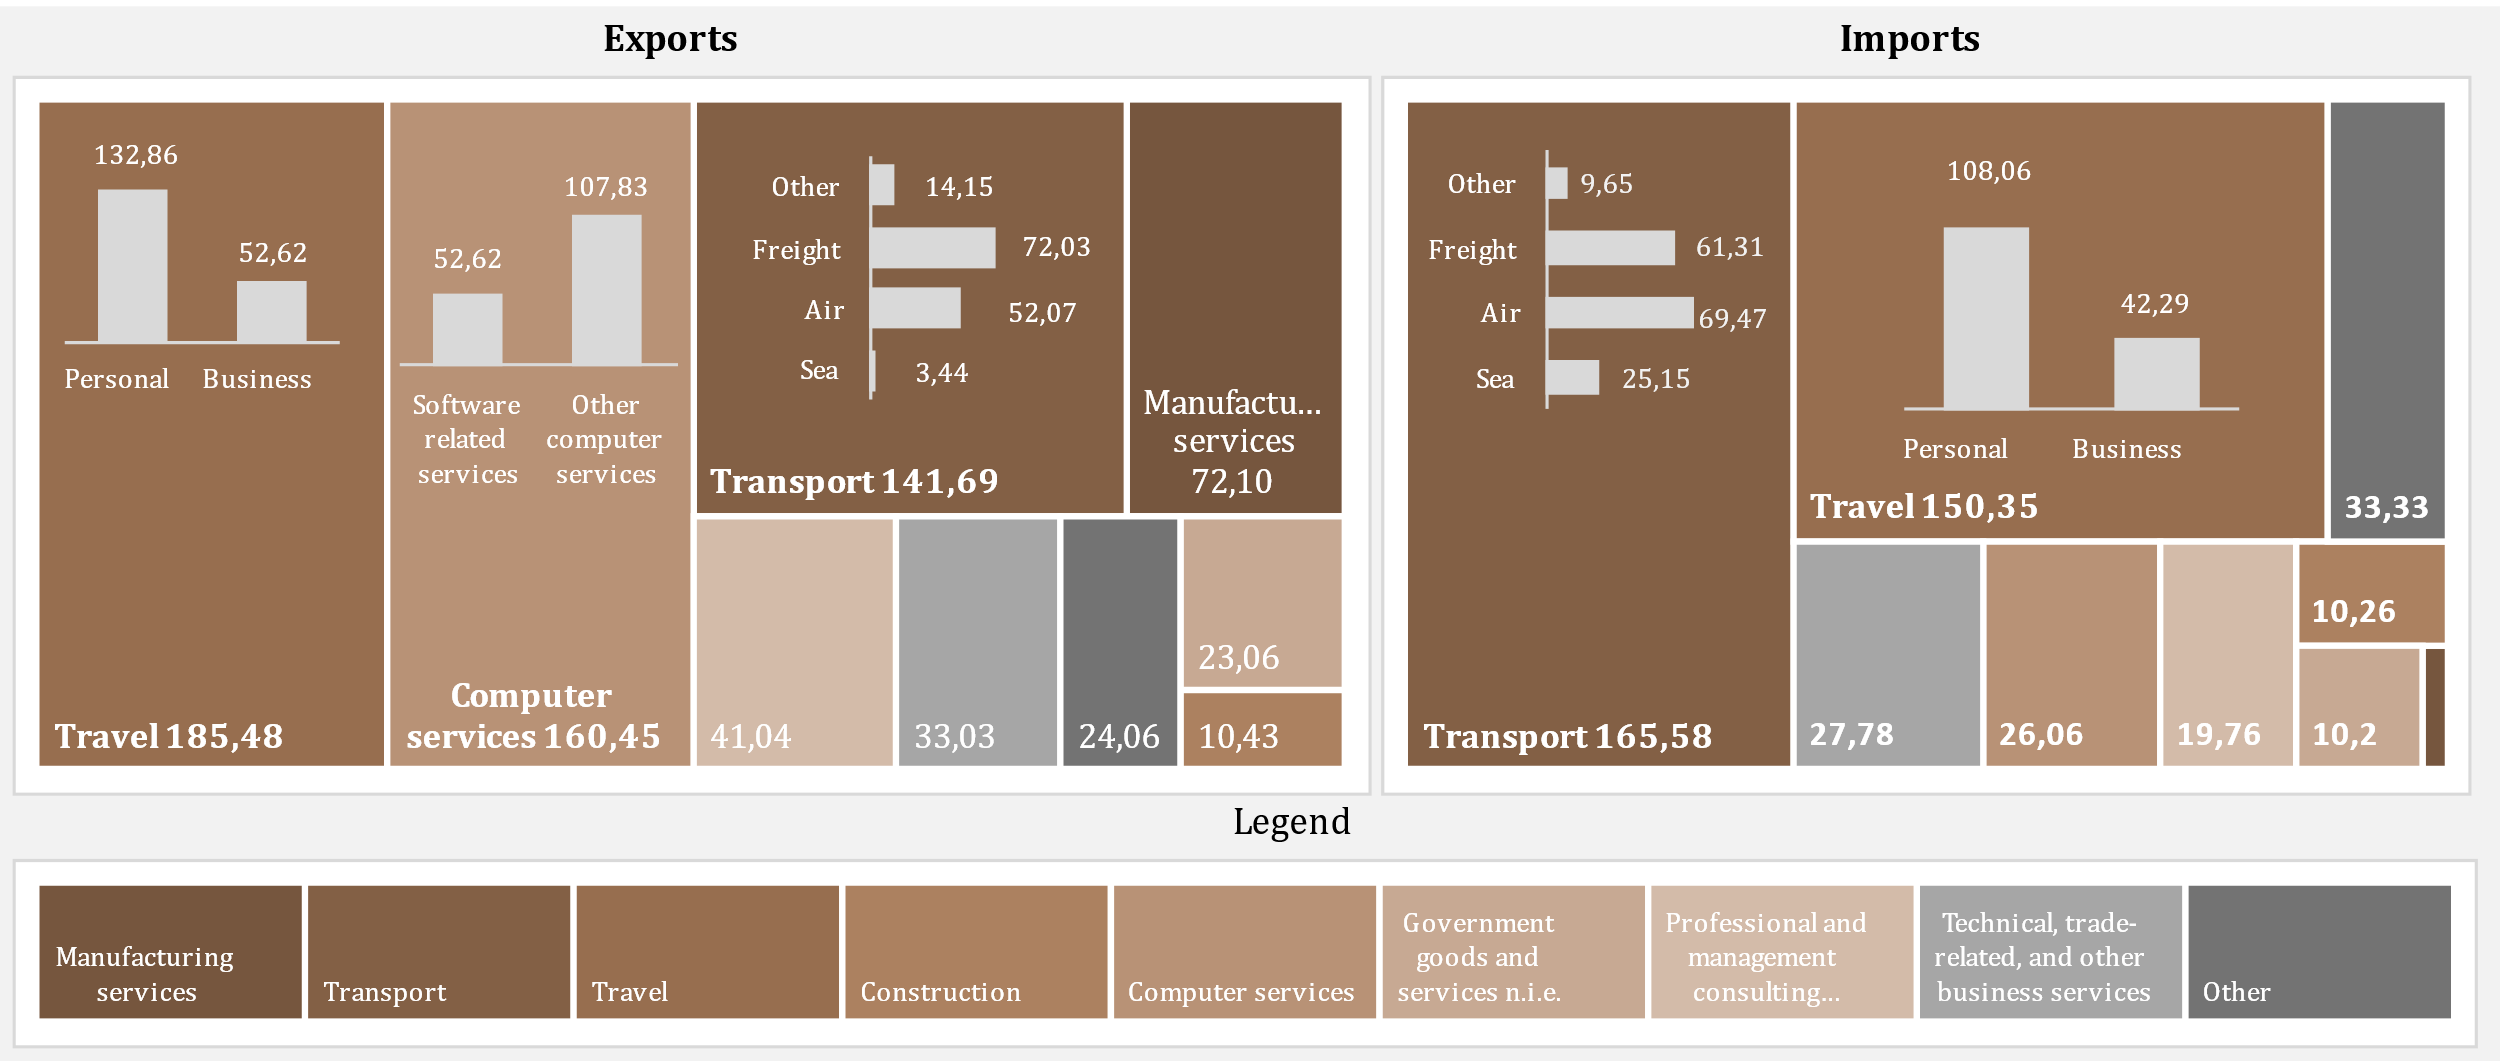 Exports
132,86
52,62
Personal
Business
Travel 185,48
107,83
52,62
Software
related
services
Other
computer
services
Computer
services 160,45
Other
14,15
Freight
72,03
Air
52,07
Sea
3,44
Transport 141,69
Manufactu...
services
72,10
41,04
33,03
24,06
23,06
10,43
Imports
Other
9,65
Freight
61,31
Air
69,47
Sea
25,15
Transport 165,58
108,06
42,29
Personal
Business
Travel 150,35
33,33
27,78
26,06
19,76
10,26
10,2
Legend
Manufacturing
services
Transport
Travel
Construction
Computer services
Government
goods and
services n.i.e.
Professional and
management
consulting...
Technical, trade-
related, and other
business services
Other